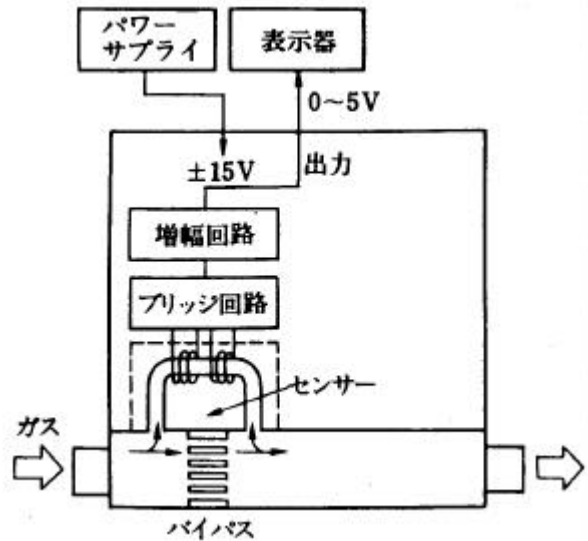 パワー
サプライ
表示器
0～5V
±15V
出力
増幅回路
ブリッジ回路
センサー
ガス
バイパス